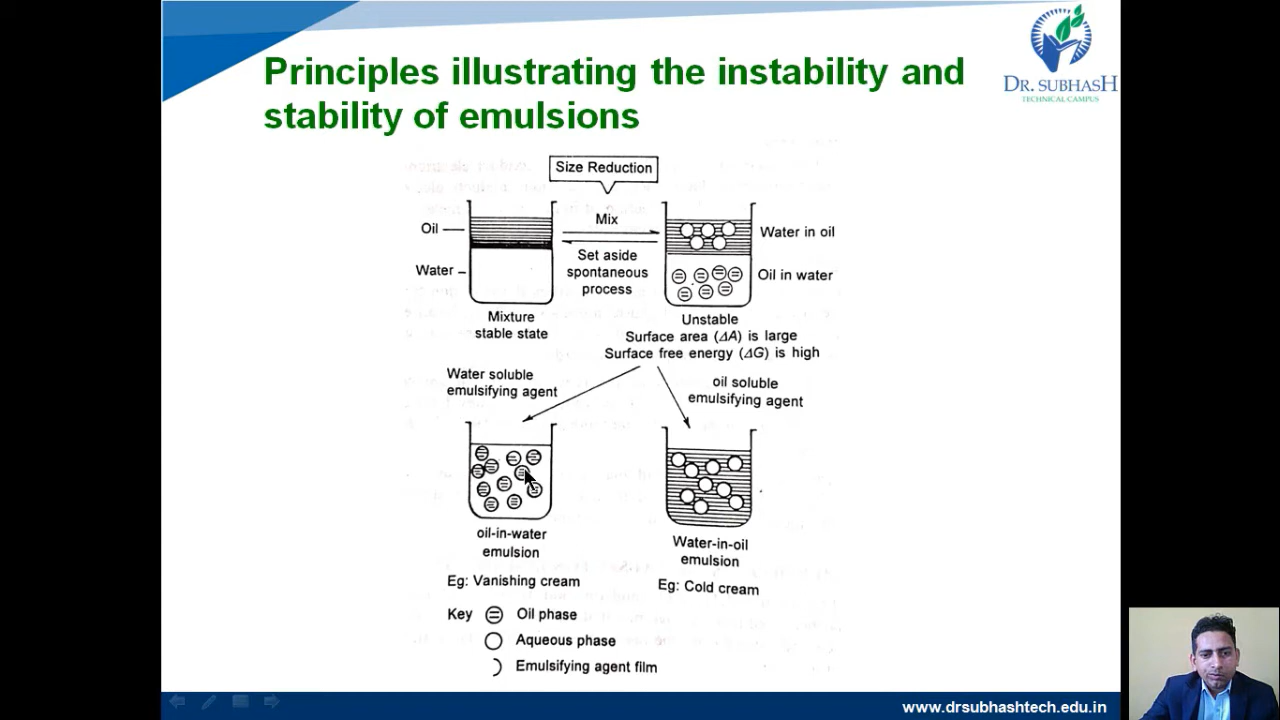 Principles illustrating the instability and
stability of emulsions
DR. SUBHASH
TECHNICAL CAMPUS
Size Reduction
Oil
Water
Mix
Set aside
spontaneous
process
Water in oil
Oil in water
Mixture
stable state
Unstable
Surface area (ΔA) is large
Surface free energy (ΔG) is high
Water soluble
emulsifying agent
oil soluble
emulsifying agent
oil-in-water
emulsion
Eg: Vanishing cream
Water-in-oil
emulsion
Eg: Cold cream
Key
Oil phase
Aqueous phase
Emulsifying agent film
www.drsubhashtech.edu.in